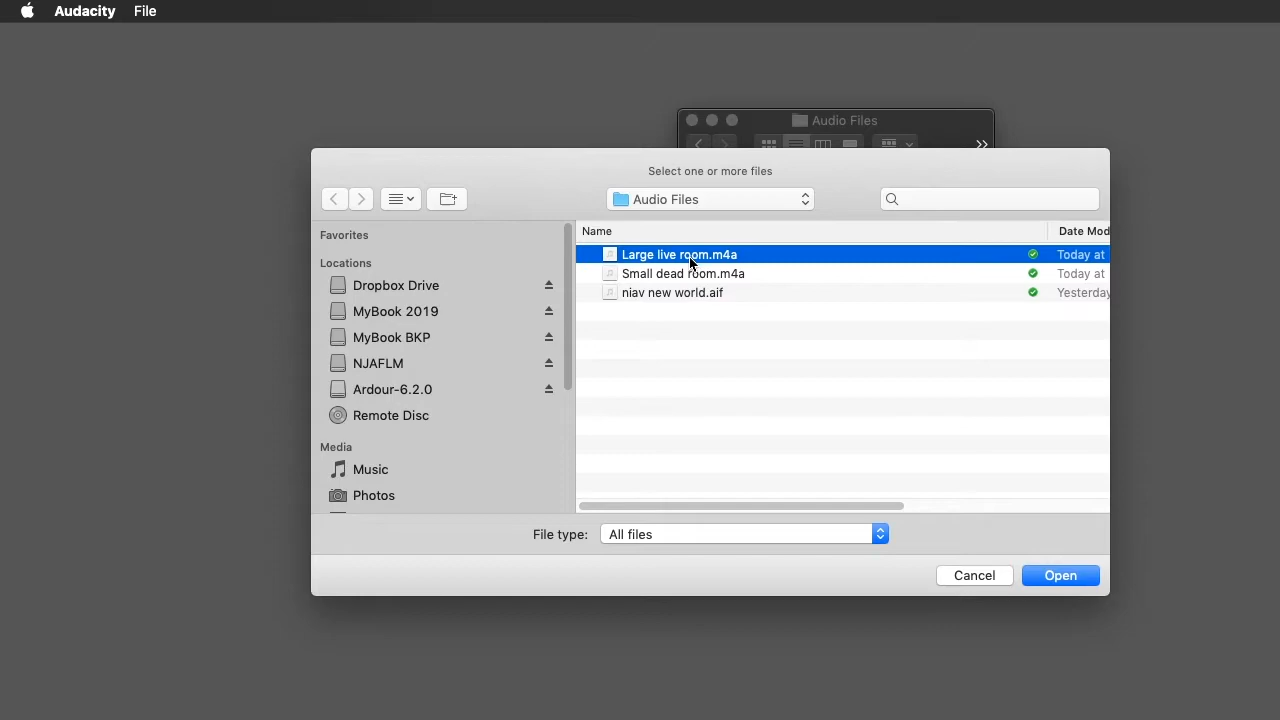 Audacity File
Audio Files
Select one or more files
Audio Files
Favorites
Locations
Dropbox Drive
MyBook 2019
MyBook BKP
NJAFLM
Ardour-6.2.0
Remote Disc
Media
Music
Photos
Name Date Mod
Large live room.m4a Today at
Small dead room.m4a Today at
niav new world.aif Yesterday
File type: All files
Cancel Open